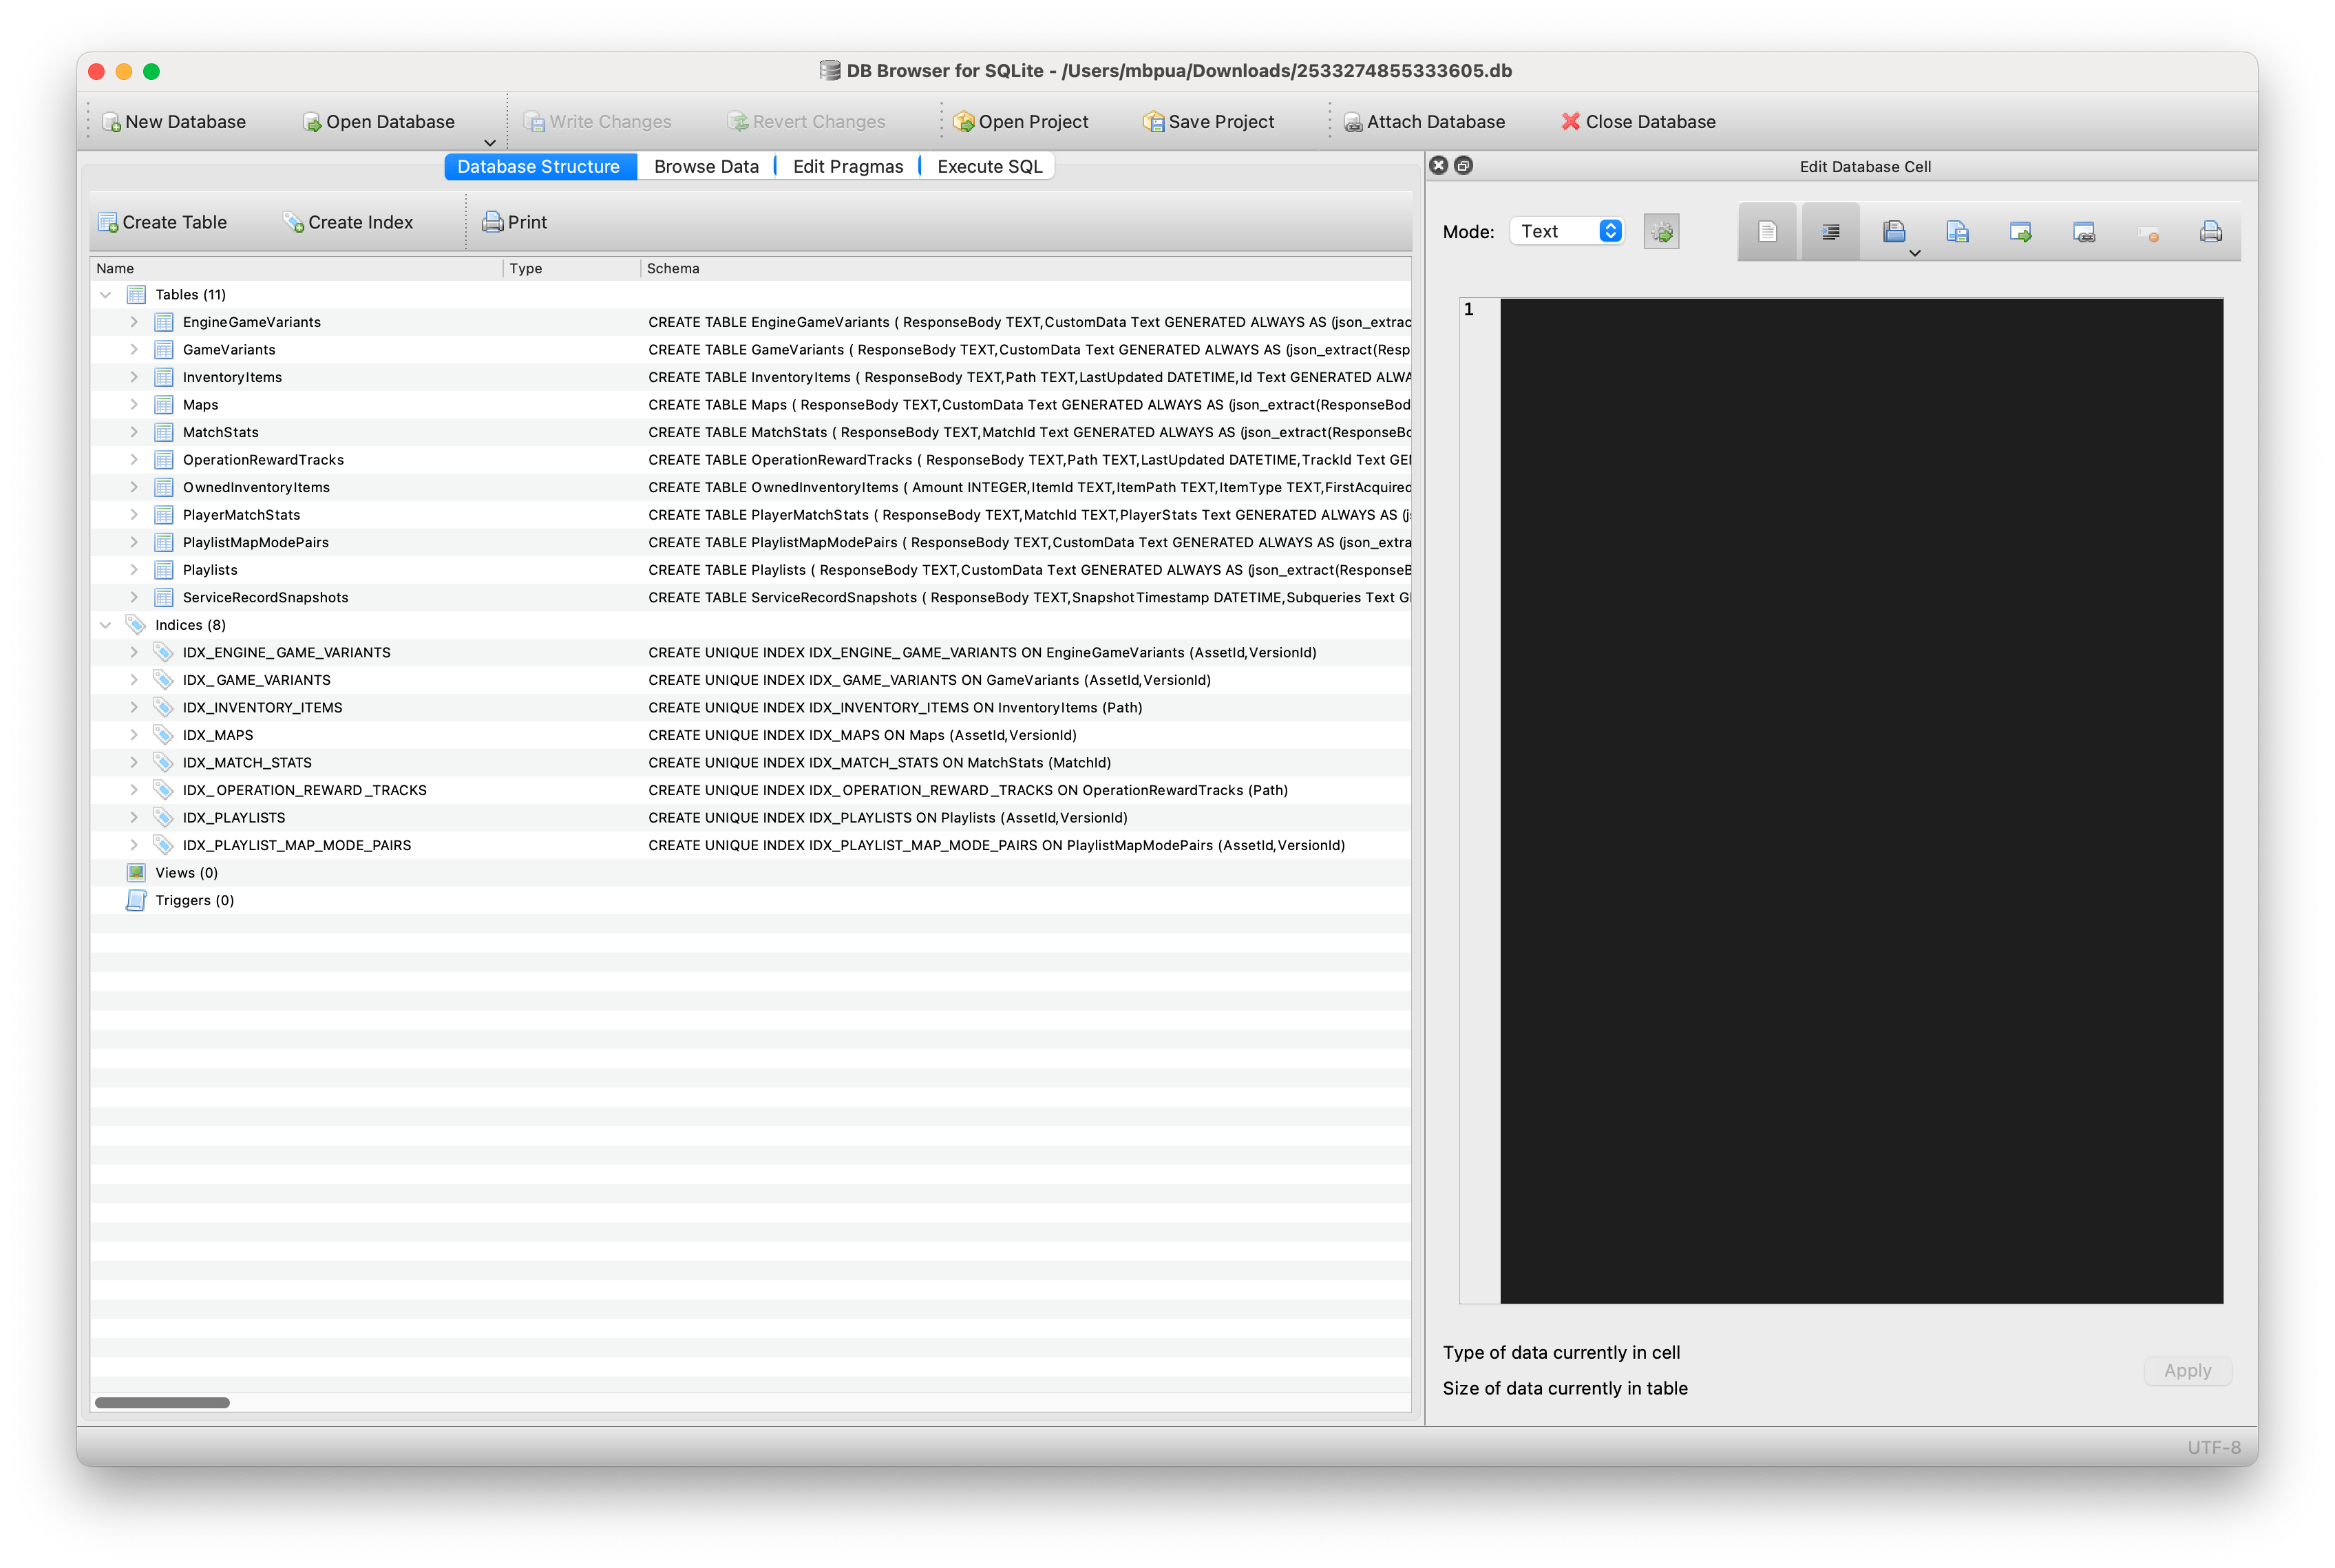 DB Browser for SQLite - /Users/mbpua/Downloads/2533274855333605.db
New Database Open Database Write Changes Revert Changes Open Project Save Project Attach Database Close Database
Database Structure Browse Data Edit Pragmas Execute SQL
Edit Database Cell
Create Table Create Index Print
Mode: Text
Name Type Schema
1
Tables (11)
EngineGameVariants CREATE TABLE EngineGameVariants ( ResponseBody TEXT,CustomData Text GENERATED ALWAYS AS (json_extrac
GameVariants CREATE TABLE GameVariants ( ResponseBody TEXT,CustomData Text GENERATED ALWAYS AS (json_extract(Resp
InventoryItems CREATE TABLE InventoryItems ( ResponseBody TEXT,Path TEXT,LastUpdated DATETIME,Id Text GENERATED ALWA
Maps CREATE TABLE Maps ( ResponseBody TEXT,CustomData Text GENERATED ALWAYS AS (json_extract(ResponseBod
MatchStats CREATE TABLE MatchStats ( ResponseBody TEXT,MatchId Text GENERATED ALWAYS AS (json_extract(ResponseBo
OperationRewardTracks CREATE TABLE OperationRewardTracks ( ResponseBody TEXT,Path TEXT,LastUpdated DATETIME,TrackId Text GE
OwnedInventoryItems CREATE TABLE OwnedInventoryItems ( Amount INTEGER,ItemId TEXT,ItemPath TEXT,ItemType TEXT,FirstAcquired
PlayerMatchStats CREATE TABLE PlayerMatchStats ( ResponseBody TEXT,MatchId TEXT,PlayerStats Text GENERATED ALWAYS AS (j
PlaylistMapModePairs CREATE TABLE PlaylistMapModePairs ( ResponseBody TEXT,CustomData Text GENERATED ALWAYS AS (json_extra
Playlists CREATE TABLE Playlists ( ResponseBody TEXT,CustomData Text GENERATED ALWAYS AS (json_extract(ResponseB
ServiceRecordSnapshots CREATE TABLE ServiceRecordSnapshots ( ResponseBody TEXT,SnapshotTimestamp DATETIME,Subqueries Text G
Indices (8)
IDX_ENGINE_GAME_VARIANTS CREATE UNIQUE INDEX IDX_ENGINE_GAME_VARIANTS ON EngineGameVariants (AssetId,VersionId)
IDX_GAME_VARIANTS CREATE UNIQUE INDEX IDX_GAME_VARIANTS ON GameVariants (AssetId,VersionId)
IDX_INVENTORY_ITEMS CREATE UNIQUE INDEX IDX_INVENTORY_ITEMS ON InventoryItems (Path)
IDX_MAPS CREATE UNIQUE INDEX IDX_MAPS ON Maps (AssetId,VersionId)
IDX_MATCH_STATS CREATE UNIQUE INDEX IDX_MATCH_STATS ON MatchStats (MatchId)
IDX_OPERATION_REWARD_TRACKS CREATE UNIQUE INDEX IDX_OPERATION_REWARD_TRACKS ON OperationRewardTracks (Path)
IDX_PLAYLISTS CREATE UNIQUE INDEX IDX_PLAYLISTS ON Playlists (AssetId,VersionId)
IDX_PLAYLIST_MAP_MODE_PAIRS CREATE UNIQUE INDEX IDX_PLAYLIST_MAP_MODE_PAIRS ON PlaylistMapModePairs (AssetId,VersionId)
Views (0)
Triggers (0)
Type of data currently in cell
Apply
Size of data currently in table
UTF-8